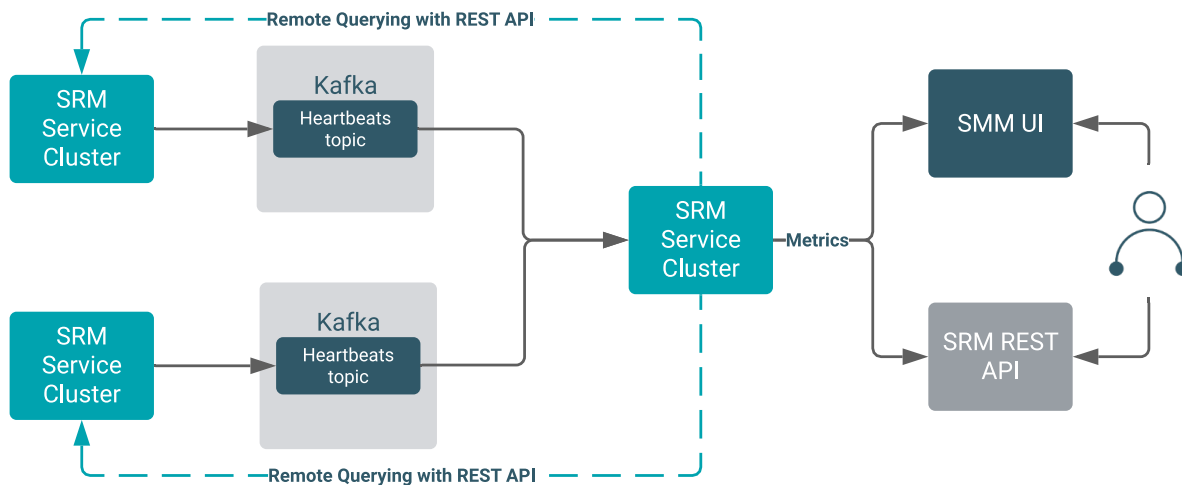 Remote Querying with REST API
SRM
Service
Cluster
Kafka
Heartbeats
topic
SRM
Service
Cluster
Metrics
SMM UI
SRM REST
API
SRM
Service
Cluster
Kafka
Heartbeats
topic
Remote Querying with REST API